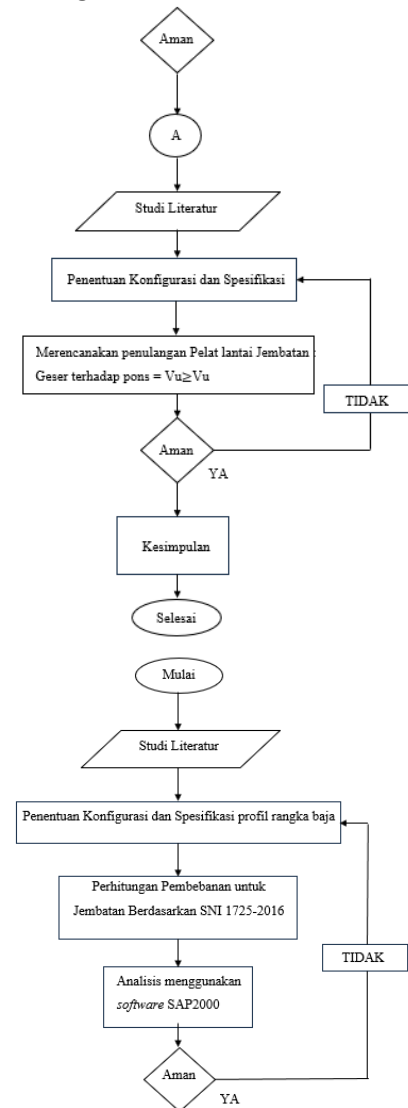 Aman
A
Studi Literatur
Penentuan Konfigurasi dan Spesifikasi
Merencanakan penulangan Pelat lantai Jembatan :
Geser terhadap pons = Vu≥Vu
TIDAK
Aman
YA
Kesimpulan
Selesai
Mulai
Studi Literatur
Penentuan Konfigurasi dan Spesifikasi profil rangka baja
Perhitungan Pembebanan untuk
Jembatan Berdasarkan SNI 1725-2016
TIDAK
Analisis menggunakan
software SAP2000
Aman
YA